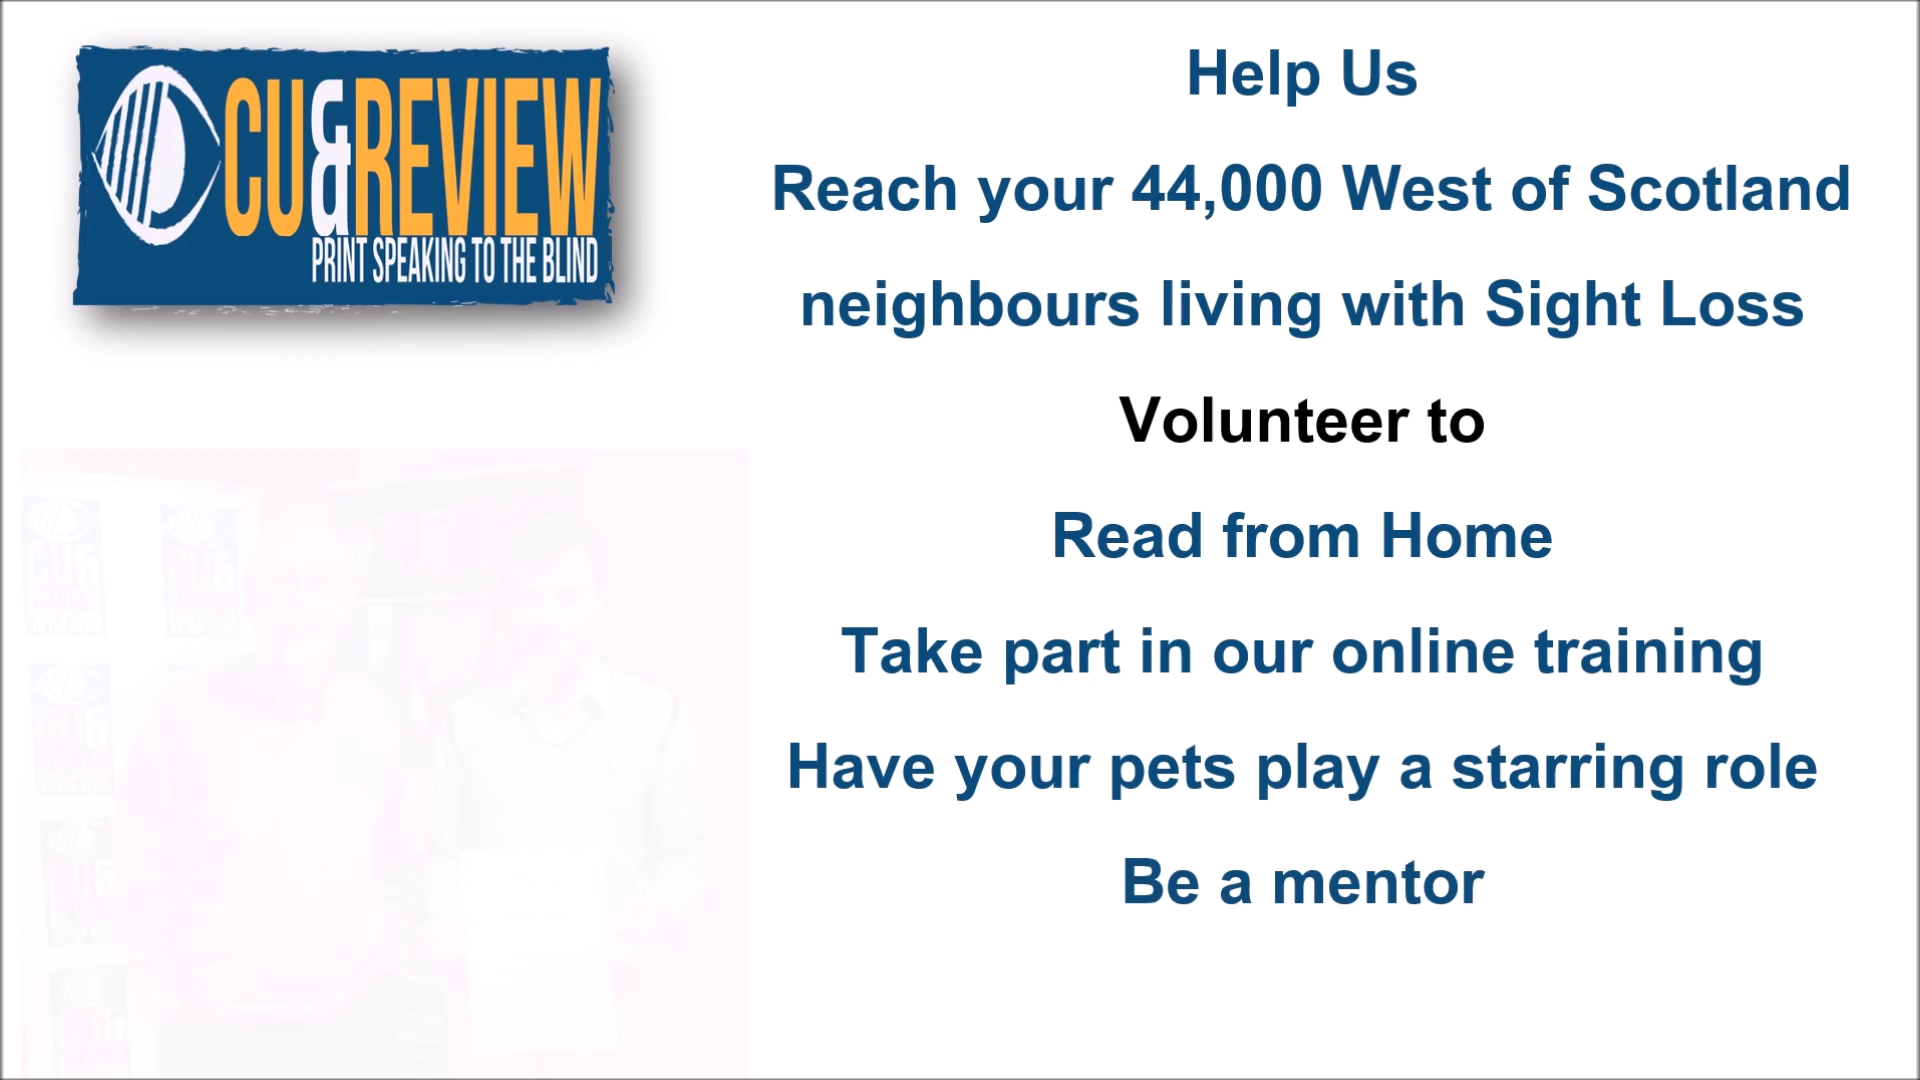 CU&REVIEW
PRINT SPEAKING TO THE BLIND
Help Us
Reach your 44,000 West of Scotland
neighbours living with Sight Loss
Volunteer to
Read from Home
Take part in our online training
Have your pets play a starring role
Be a mentor